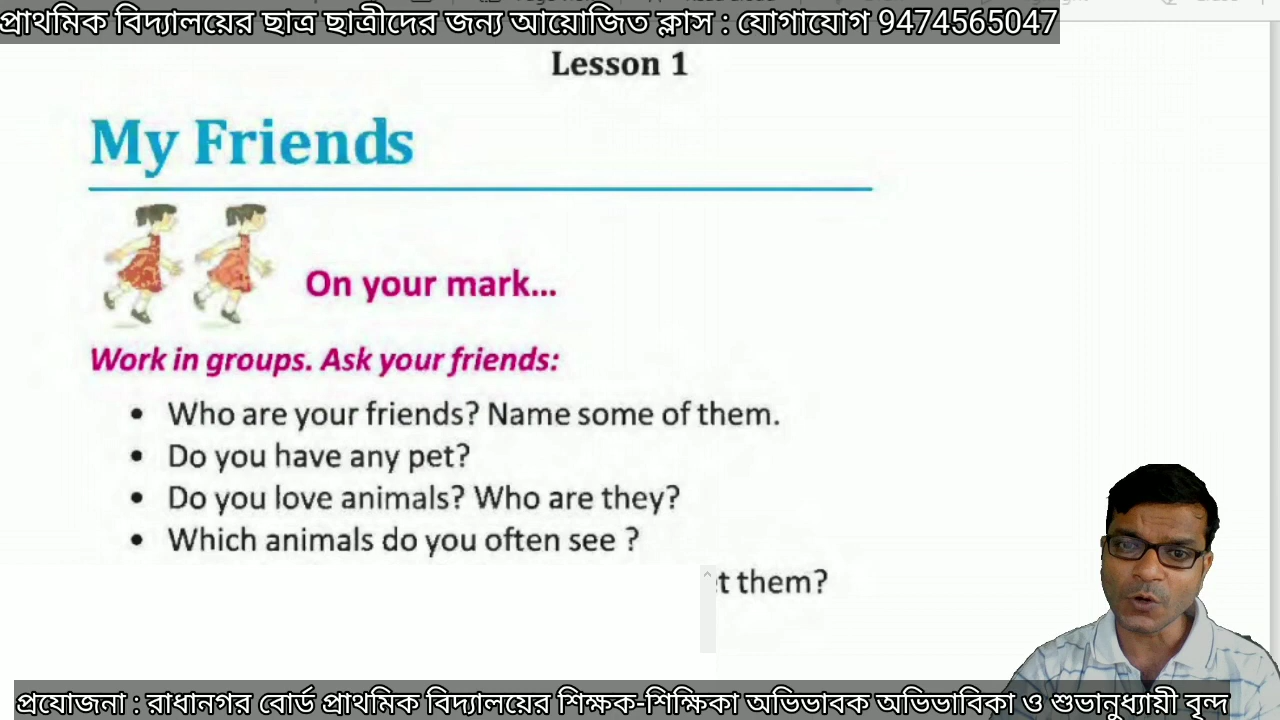 প্রাথমিক বিদ্যালয়ের ছাত্র ছাত্রীদের জন্য আয়োজিত ক্লাস : যোগাযোগ 9474565047
Lesson 1
My Friends
On your mark...
Work in groups. Ask your friends:
• Who are your friends? Name some of them.
• Do you have any pet?
• Do you love animals? Who are they?
• Which animals do you often see ?
them?
প্রযোজনা : রাধানগর বোর্ড প্রাথমিক বিদ্যালয়ের শিক্ষক-শিক্ষিকা অভিভাবক অভিভাবিকা ও শুভানুধ্যায়ী বৃন্দ